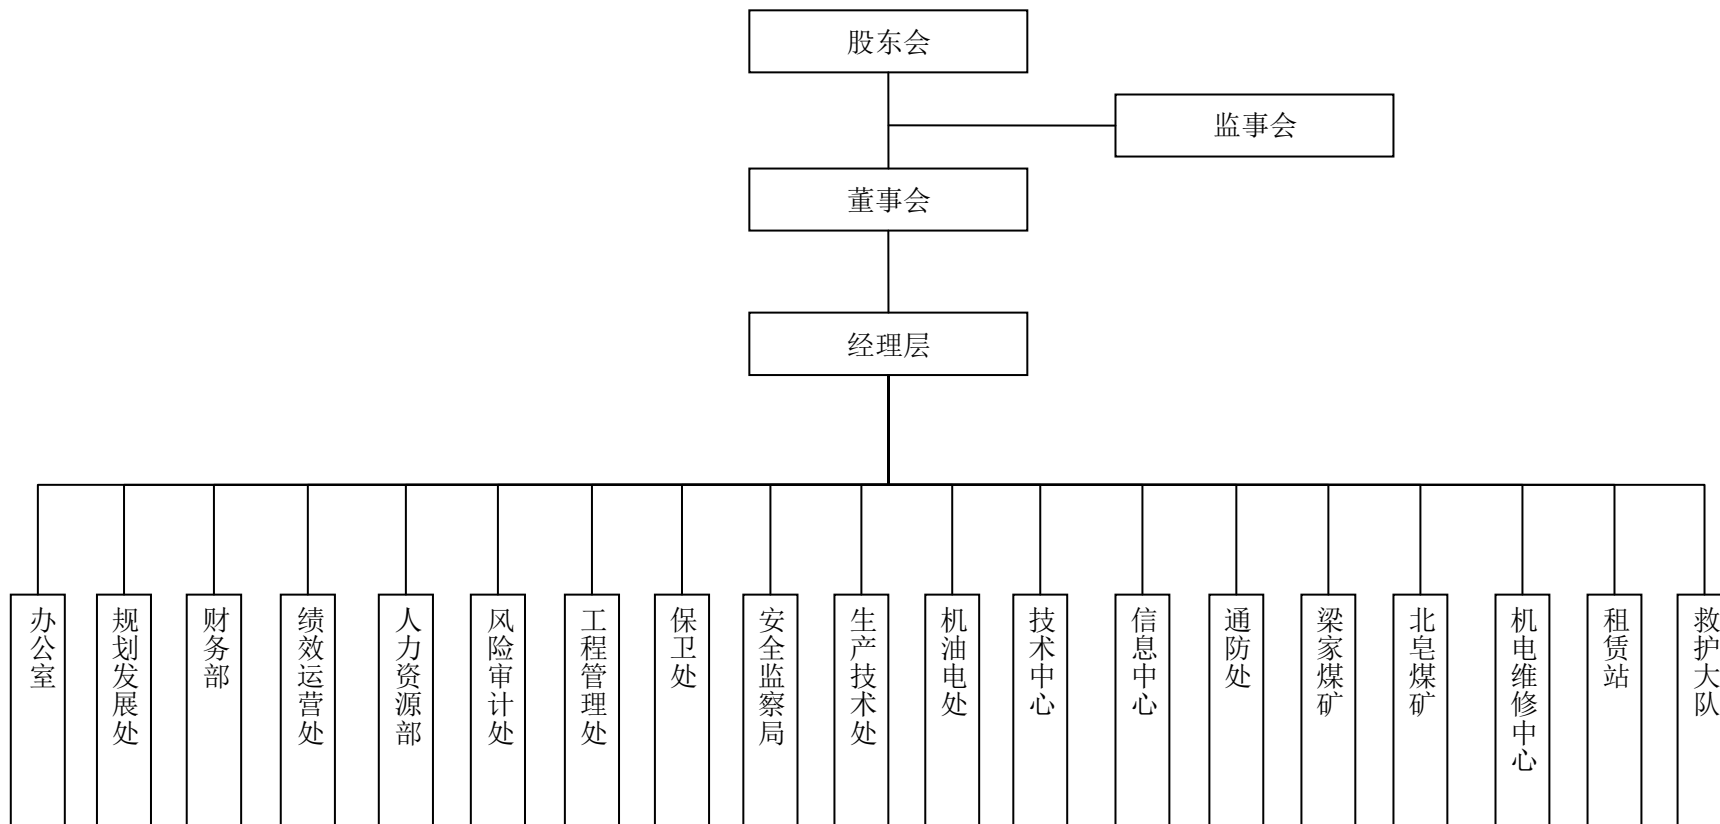 股东会
监事会
董事会
经理层
办公室
规划发展处
财务部
绩效运营处
人力资源部
风险审计处
工程管理处
保卫处
安全监察局
生产技术处
机油电处
技术中心
信息中心
通防处
梁家煤矿
北皂煤矿
机电维修中心
租赁站
救护大队